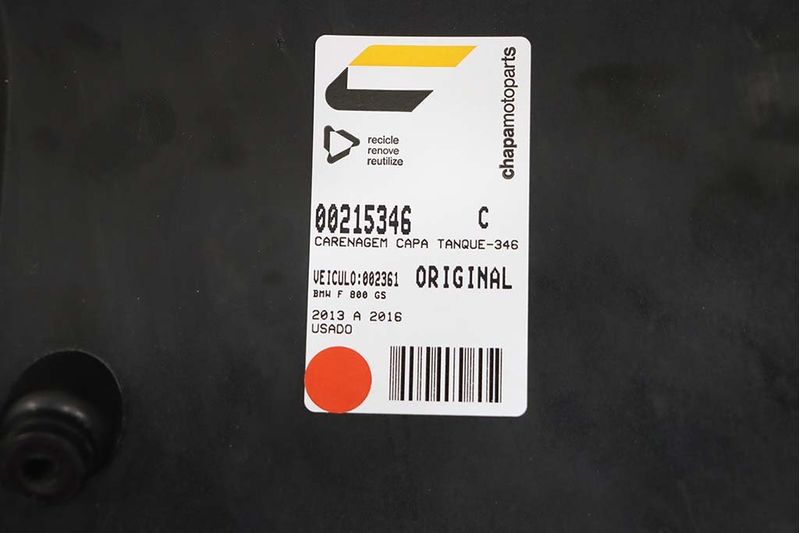 chapamotoparts
recicle
renove
reutilize
00215346 C
CARENAGEM CAPA TANQUE-346
VEICULO:002361 ORIGINAL
BMW F 800 GS
2013 A 2016
USADO